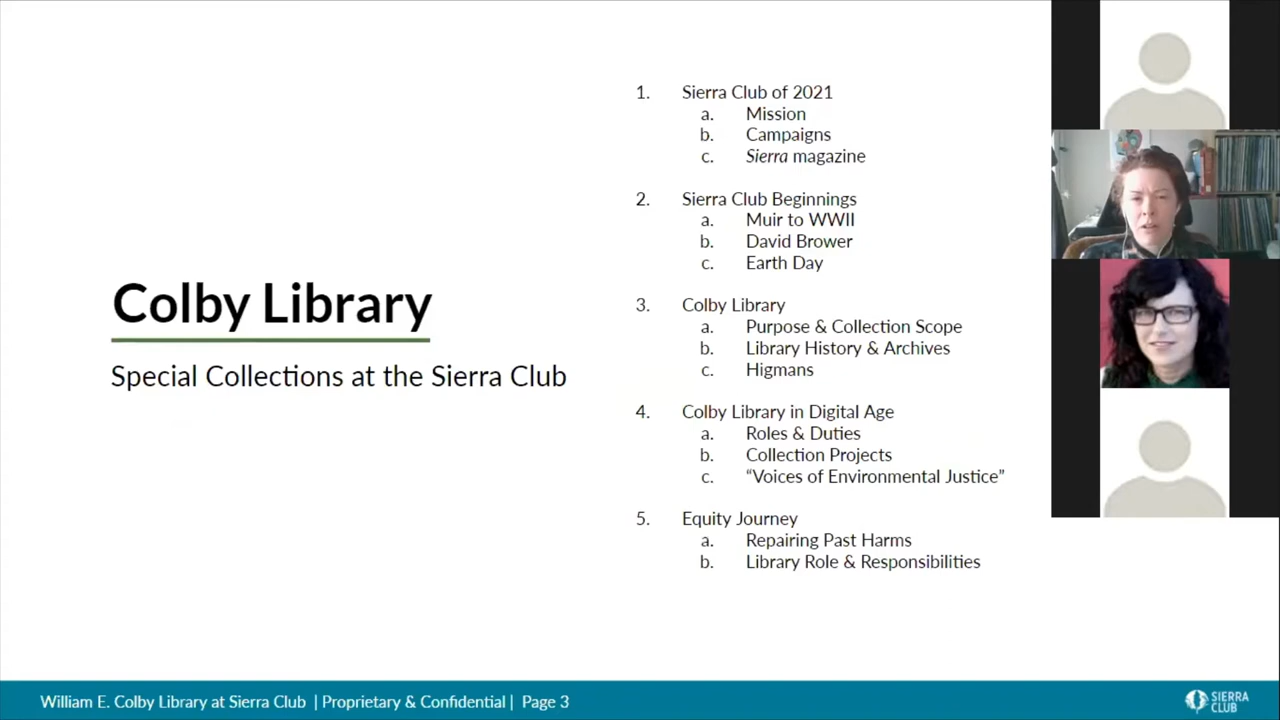 Colby Library
Special Collections at the Sierra Club
1. Sierra Club of 2021
a. Mission
b. Campaigns
c. Sierra magazine
2. Sierra Club Beginnings
a. Muir to WWII
b. David Brower
c. Earth Day
3. Colby Library
a. Purpose & Collection Scope
b. Library History & Archives
c. Higmans
4. Colby Library in Digital Age
a. Roles & Duties
b. Collection Projects
c. “Voices of Environmental Justice”
5. Equity Journey
a. Repairing Past Harms
b. Library Role & Responsibilities
William E. Colby Library at Sierra Club | Proprietary & Confidential | Page 3
SIERRA
CLUB